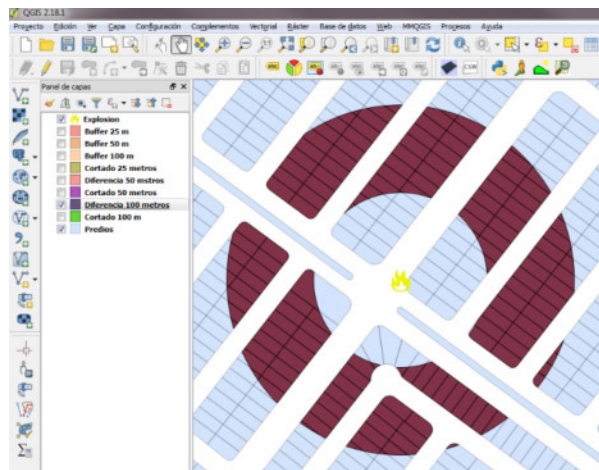 QGIS 2.18.1
Proyecto Edición Ver Capa Configuración Complementos Vectorial Ráster Base de datos Web MMQGIS Procesos Ayuda
Panel de capas
Explosion
Buffer 25 m
Buffer 50 m
Buffer 100 m
Cortado 25 metros
Diferencia 50 mstros
Cortado 50 metros
Diferencia 100 metros
Cortado 100 m
Predios